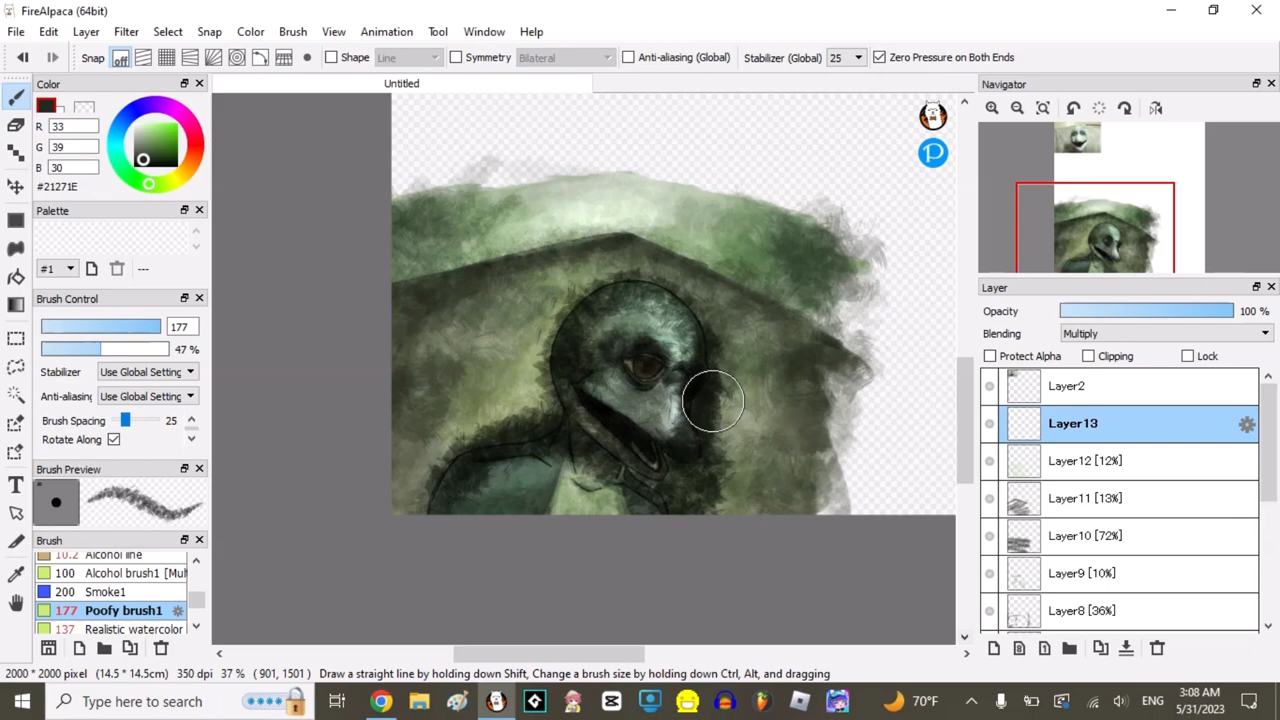 FireAlpaca (64bit)
File Edit Layer Filter Select Snap Color Brush View Animation Tool Window Help
Snap off Shape Line Symmetry Bilateral Anti-aliasing (Global) Stabilizer (Global) 25 Zero Pressure on Both Ends
Color
Untitled
Navigator
R 33
G 39
B 30
#21271E
Palette
#1 ---
Brush Control
177
47 %
Stabilizer Use Global Setting
Anti-aliasing Use Global Setting
Brush Spacing 25
Rotate Along
Brush Preview
Brush
10.2 Alcohol line
100 Alcohol brush1 [Mul
200 Smoke1
177 Poofy brush1
137 Realistic watercolor
Layer
Opacity 100 %
Blending Multiply
Protect Alpha Clipping Lock
Layer2
Layer13
Layer12 [12%]
Layer11 [13%]
Layer10 [72%]
Layer9 [10%]
Layer8 [36%]
2000 * 2000 pixel (14.5 * 14.5cm) 350 dpi 37 % ( 901, 1501) Draw a straight line by holding down Shift, Change a brush size by holding down Ctrl, Alt, and dragging
Type here to search
70°F
ENG
3:08 AM
5/31/2023